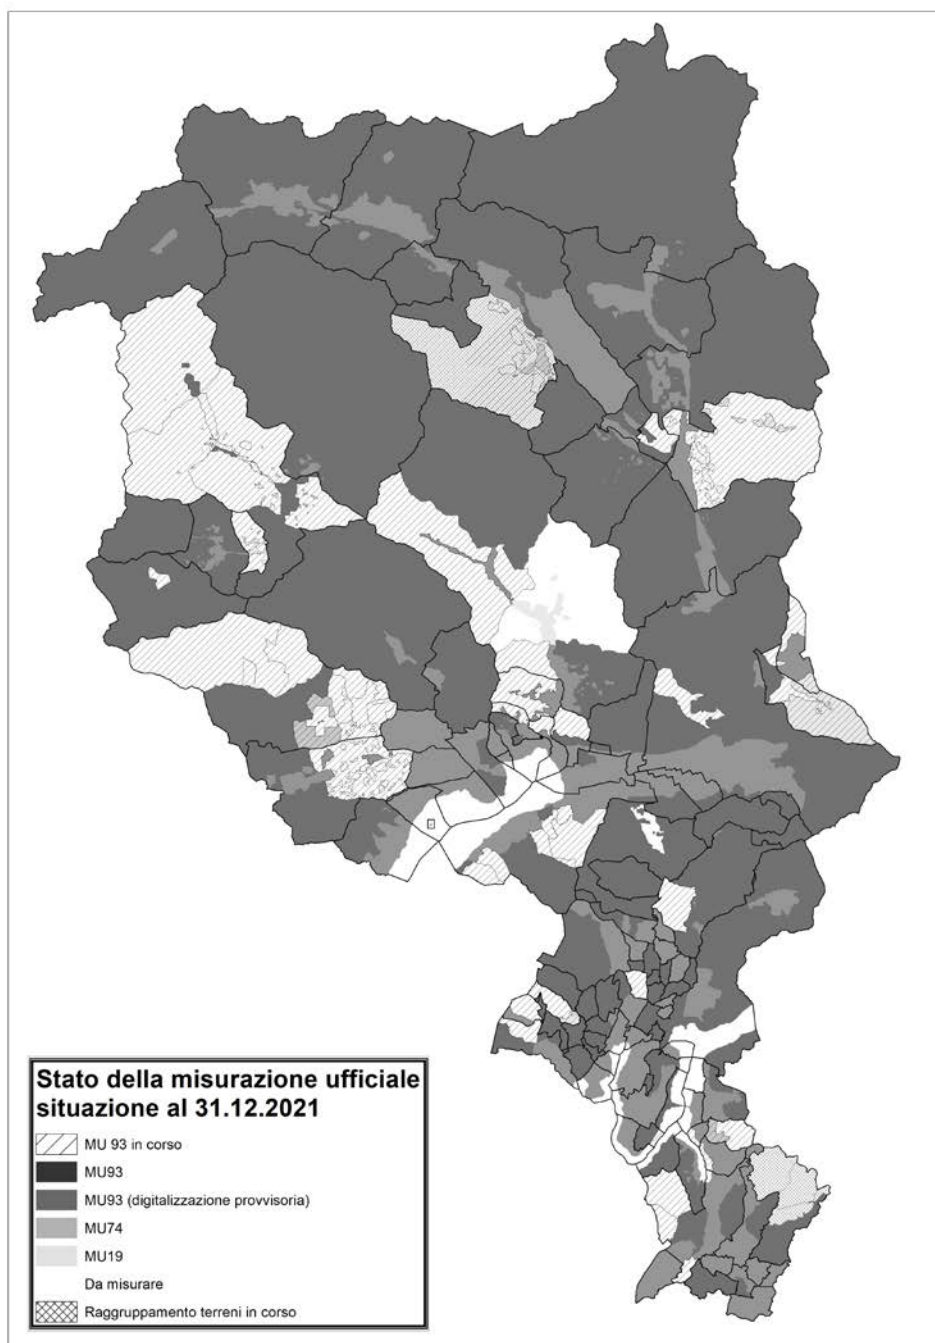 Stato della misurazione ufficiale
situazione al 31.12.2021
MU 93 in corso
MU93
MU93 (digitalizzazione provvisoria)
MU74
MU19
Da misurare
Raggruppamento terreni in corso